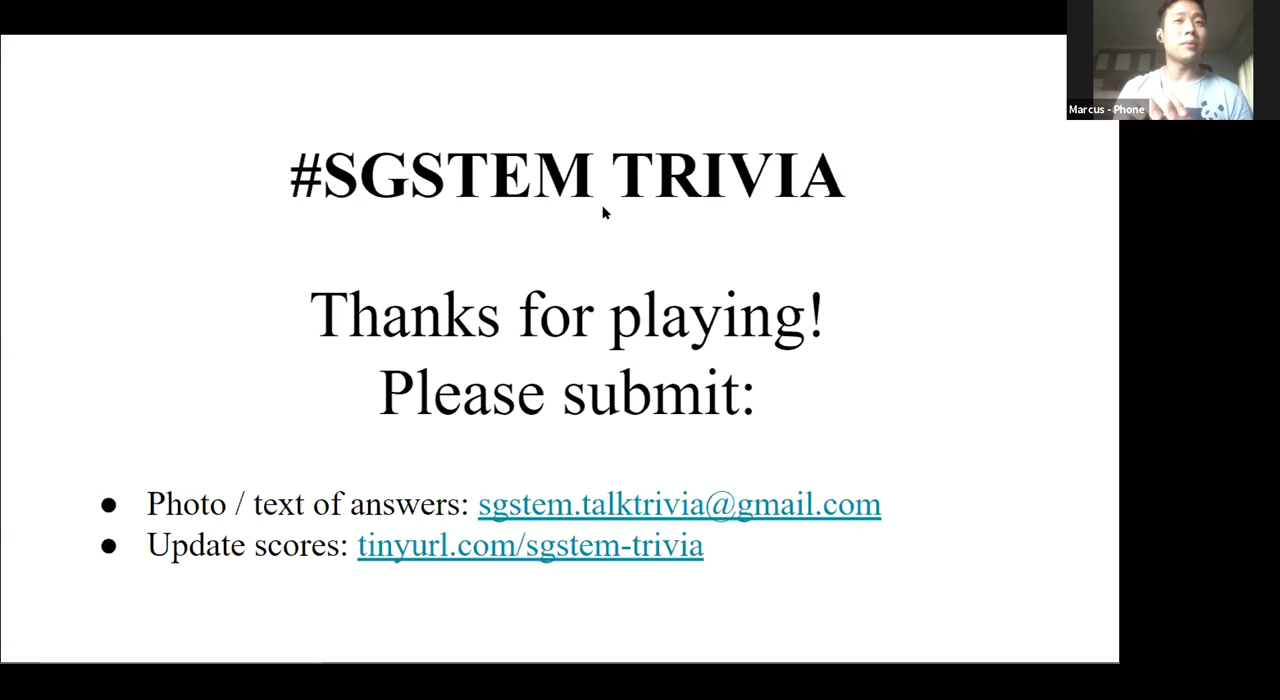 Marcus - Phone
#SGSTEM TRIVIA
Thanks for playing!
Please submit:
● Photo / text of answers: sgstem.talktrivia@gmail.com
● Update scores: tinyurl.com/sgstem-trivia